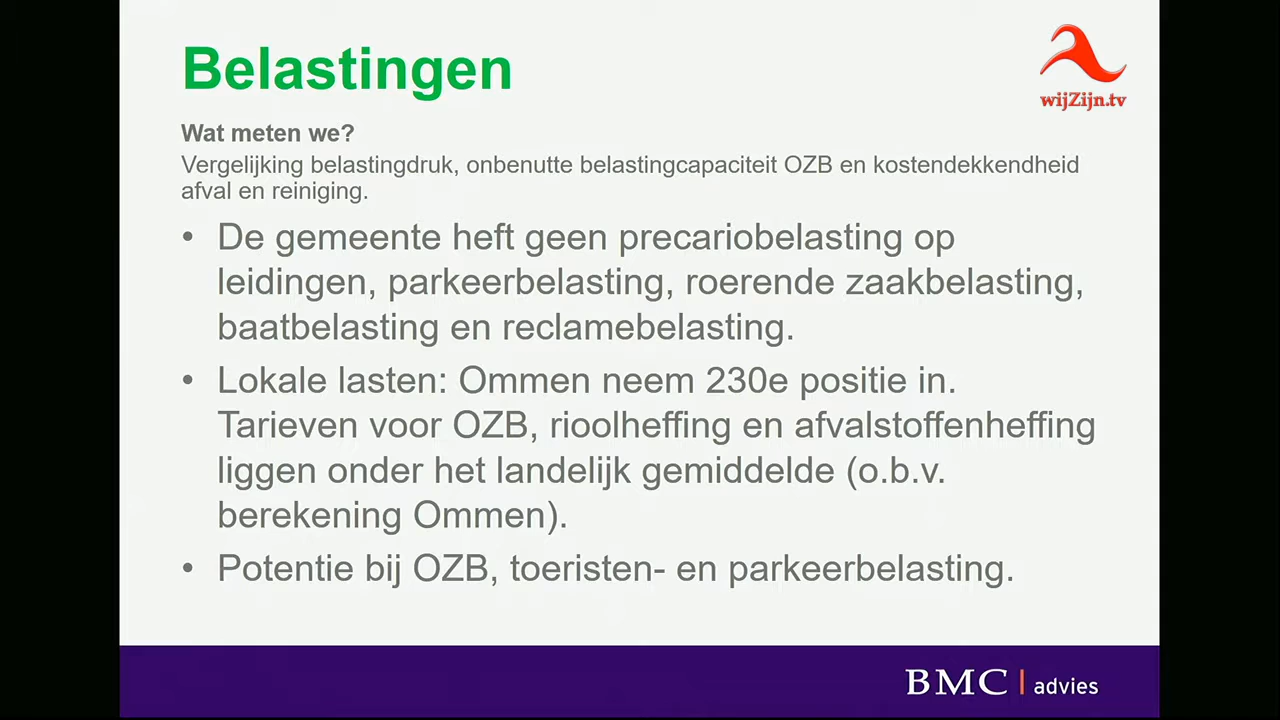 Belastingen
wijZijn.tv
Wat meten we?
Vergelijking belastingdruk, onbenutte belastingcapaciteit OZB en kostendekkendheid
afval en reiniging.
• De gemeente heft geen precariobelasting op
leidingen, parkeerbelasting, roerende zaakbelasting,
baatbelasting en reclamebelasting.
• Lokale lasten: Ommen neem 230e positie in.
Tarieven voor OZB, rioolheffing en afvalstoffenheffing
liggen onder het landelijk gemiddelde (o.b.v.
berekening Ommen).
• Potentie bij OZB, toeristen- en parkeerbelasting.
BMC | advies